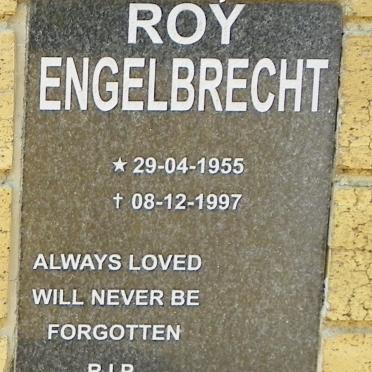 ROY
ENGELBRECHT
★ 29-04-1955
† 08-12-1997
ALWAYS LOVED
WILL NEVER BE
FORGOTTEN
R.I.P.